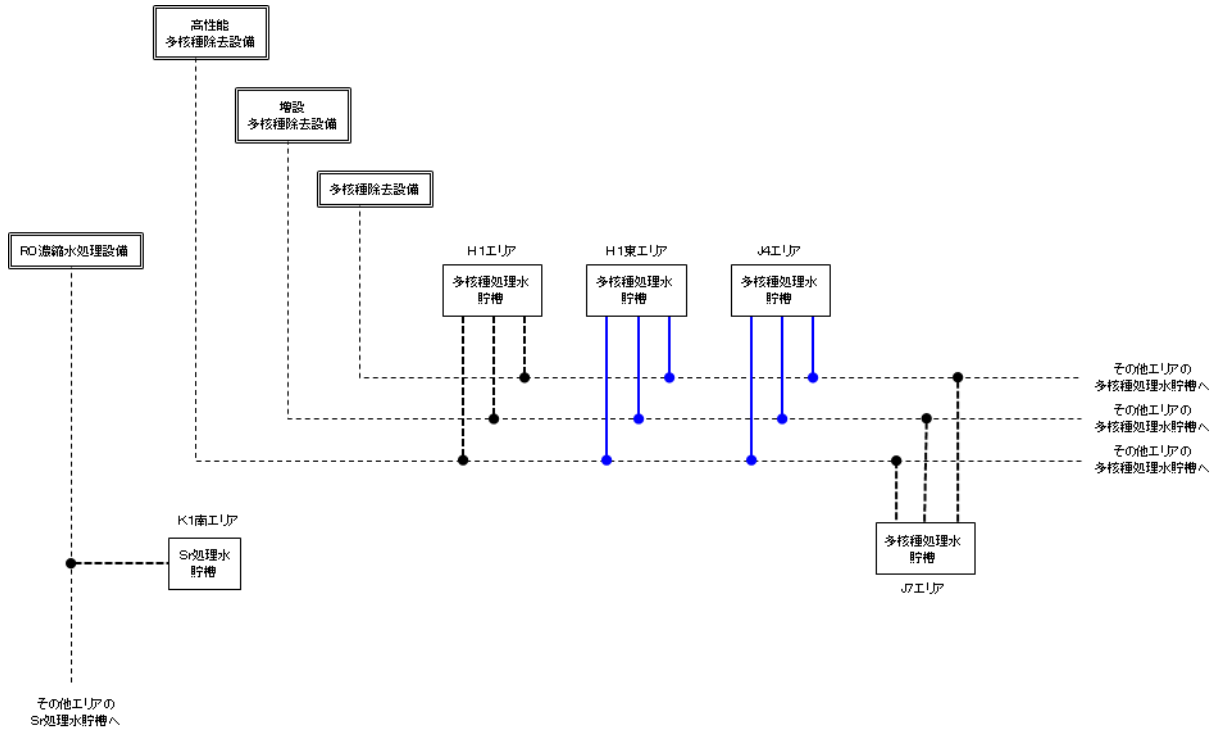 高性能
多核種除去設備
増設
多核種除去設備
多核種除去設備
RO濃縮水処理設備
H1エリア
多核種処理水
貯槽
H1東エリア
多核種処理水
貯槽
J4エリア
多核種処理水
貯槽
その他エリアの
多核種処理水貯槽へ
その他エリアの
多核種処理水貯槽へ
その他エリアの
多核種処理水貯槽へ
K1南エリア
Sr処理水
貯槽
多核種処理水
貯槽
J7エリア
その他エリアの
Sr処理水貯槽へ